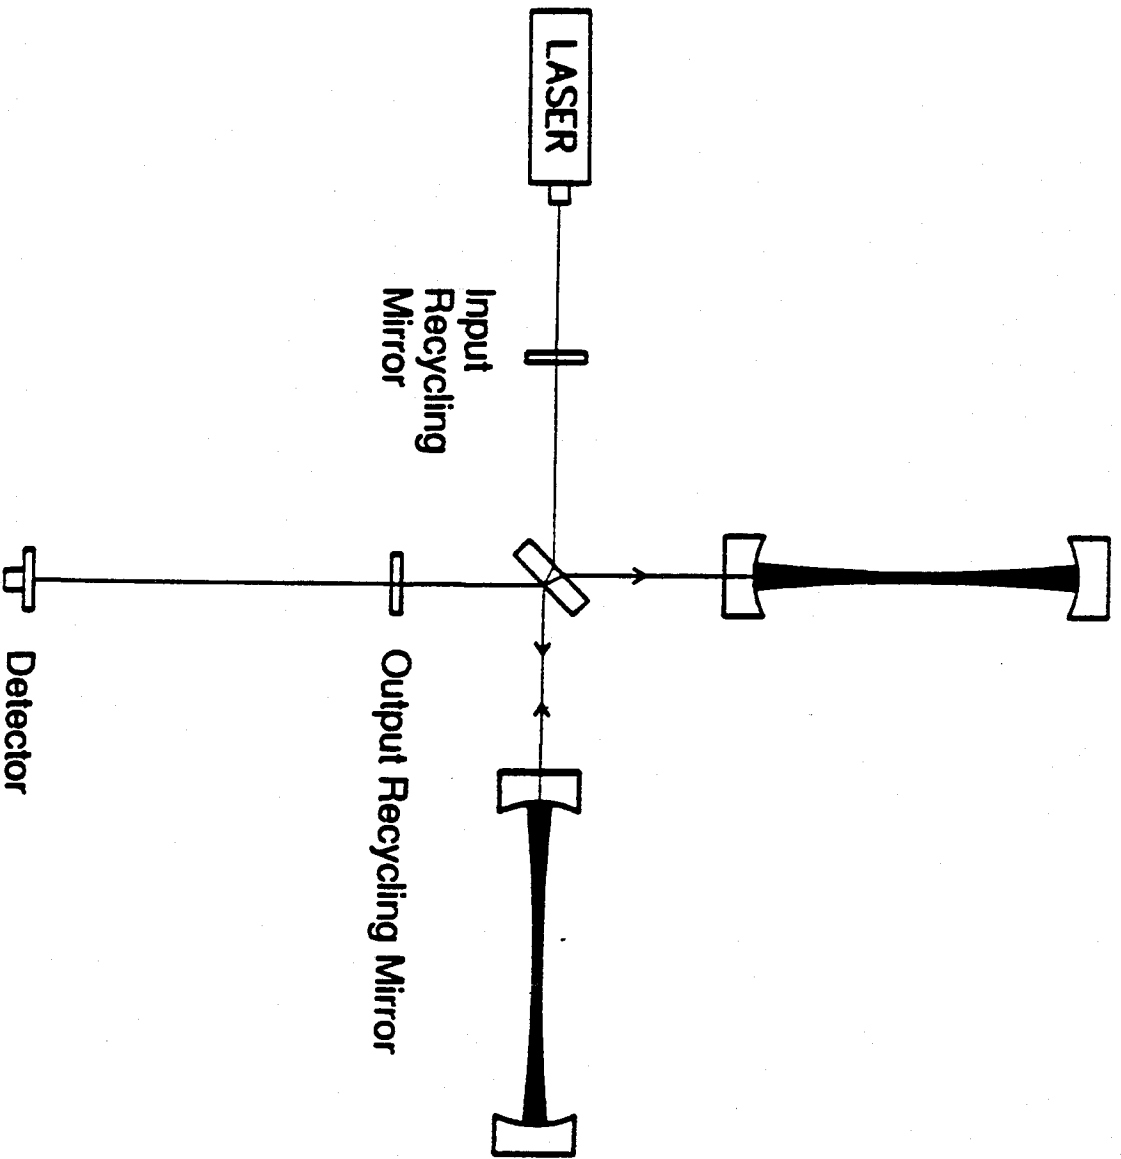 LASER
Input
Recycling
Mirror
Output Recycling Mirror
Detector